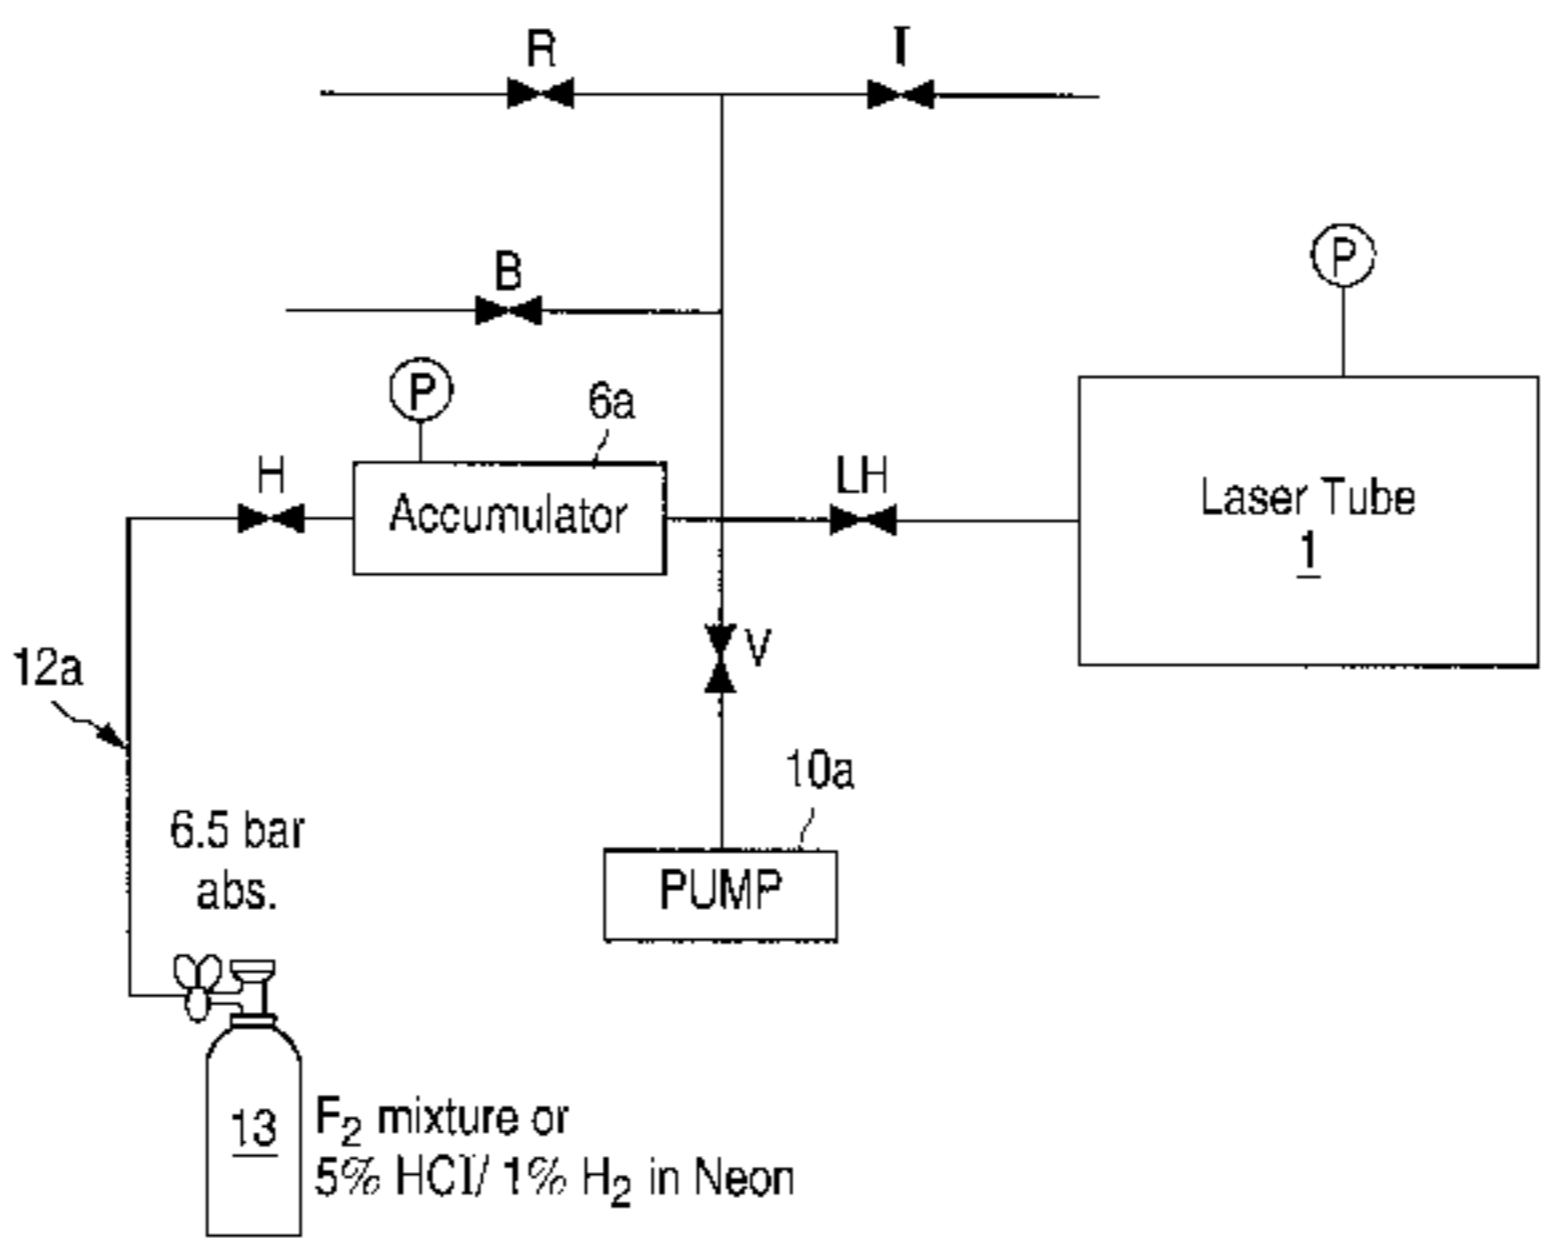 R
I
B
P
P
6a
H
Accumulator
LH
Laser Tube
1
V
12a
10a
6.5 bar
abs.
PUMP
13
F₂ mixture or
5% HCl/ 1% H₂ in Neon